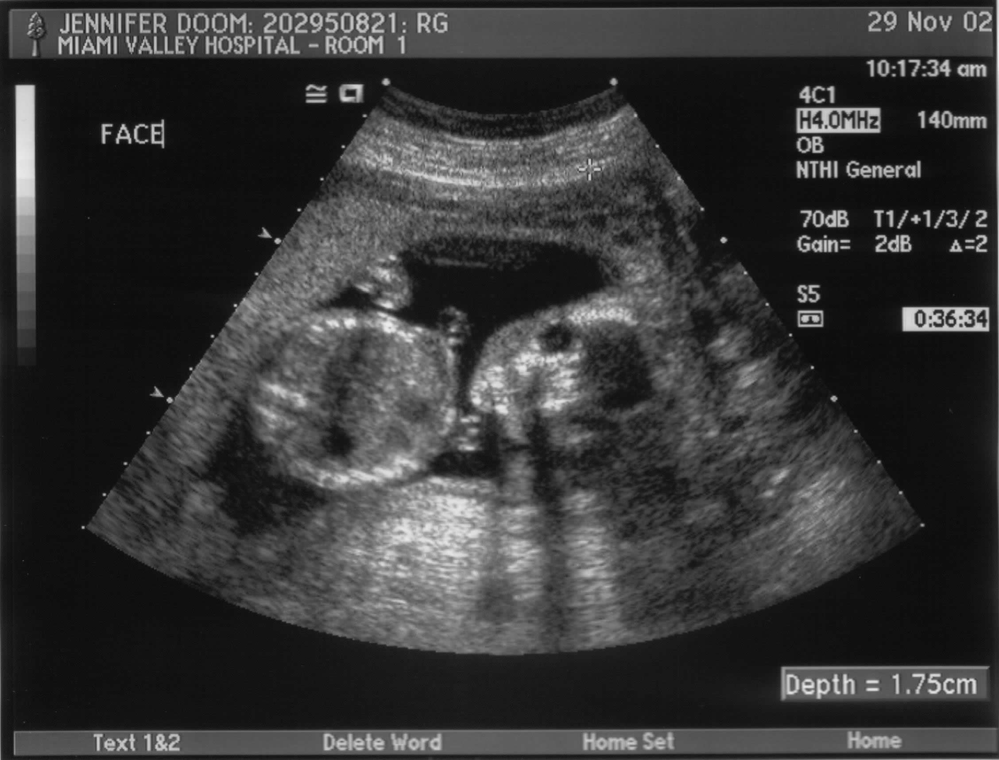 JENNIFER DOOM: 202950821: RG
29 Nov 02
MIAMI VALLEY HOSPITAL - ROOM 1
10:17:34 am
FACE
4C1
H4.0MHz 140mm
OB
NTHI General
70dB T1/+1/3/2
Gain= 2dB Δ=2
S5
0:36:34
Depth = 1.75cm
Text 1&2 Delete Word Home Set Home